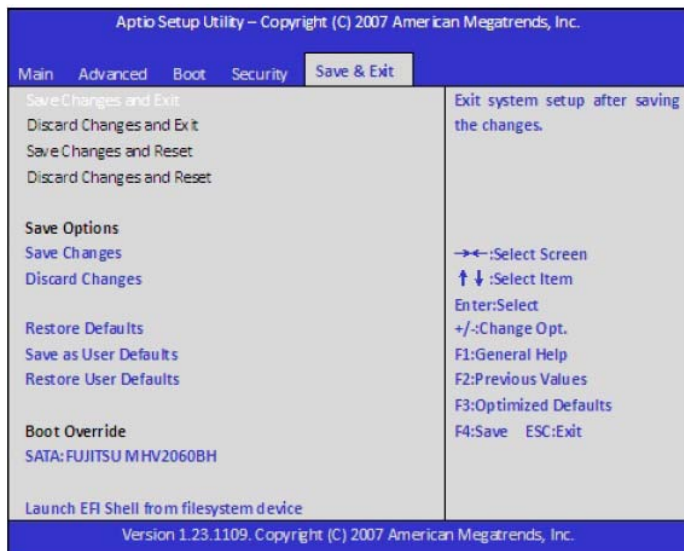 Aptio Setup Utility – Copyright (C) 2007 American Megatrends, Inc.
Main Advanced Boot Security Save & Exit
Save Changes and Exit
Discard Changes and Exit
Save Changes and Reset
Discard Changes and Reset
Save Options
Save Changes
Discard Changes
Restore Defaults
Save as User Defaults
Restore User Defaults
Boot Override
SATA:FUJITSU MHV2060BH
Launch EFI Shell from filesystem device
Exit system setup after saving
the changes.
→←:Select Screen
↑↓:Select Item
Enter:Select
+/-:Change Opt.
F1:General Help
F2:Previous Values
F3:Optimized Defaults
F4:Save ESC:Exit
Version 1.23.1109. Copyright (C) 2007 American Megatrends, Inc.